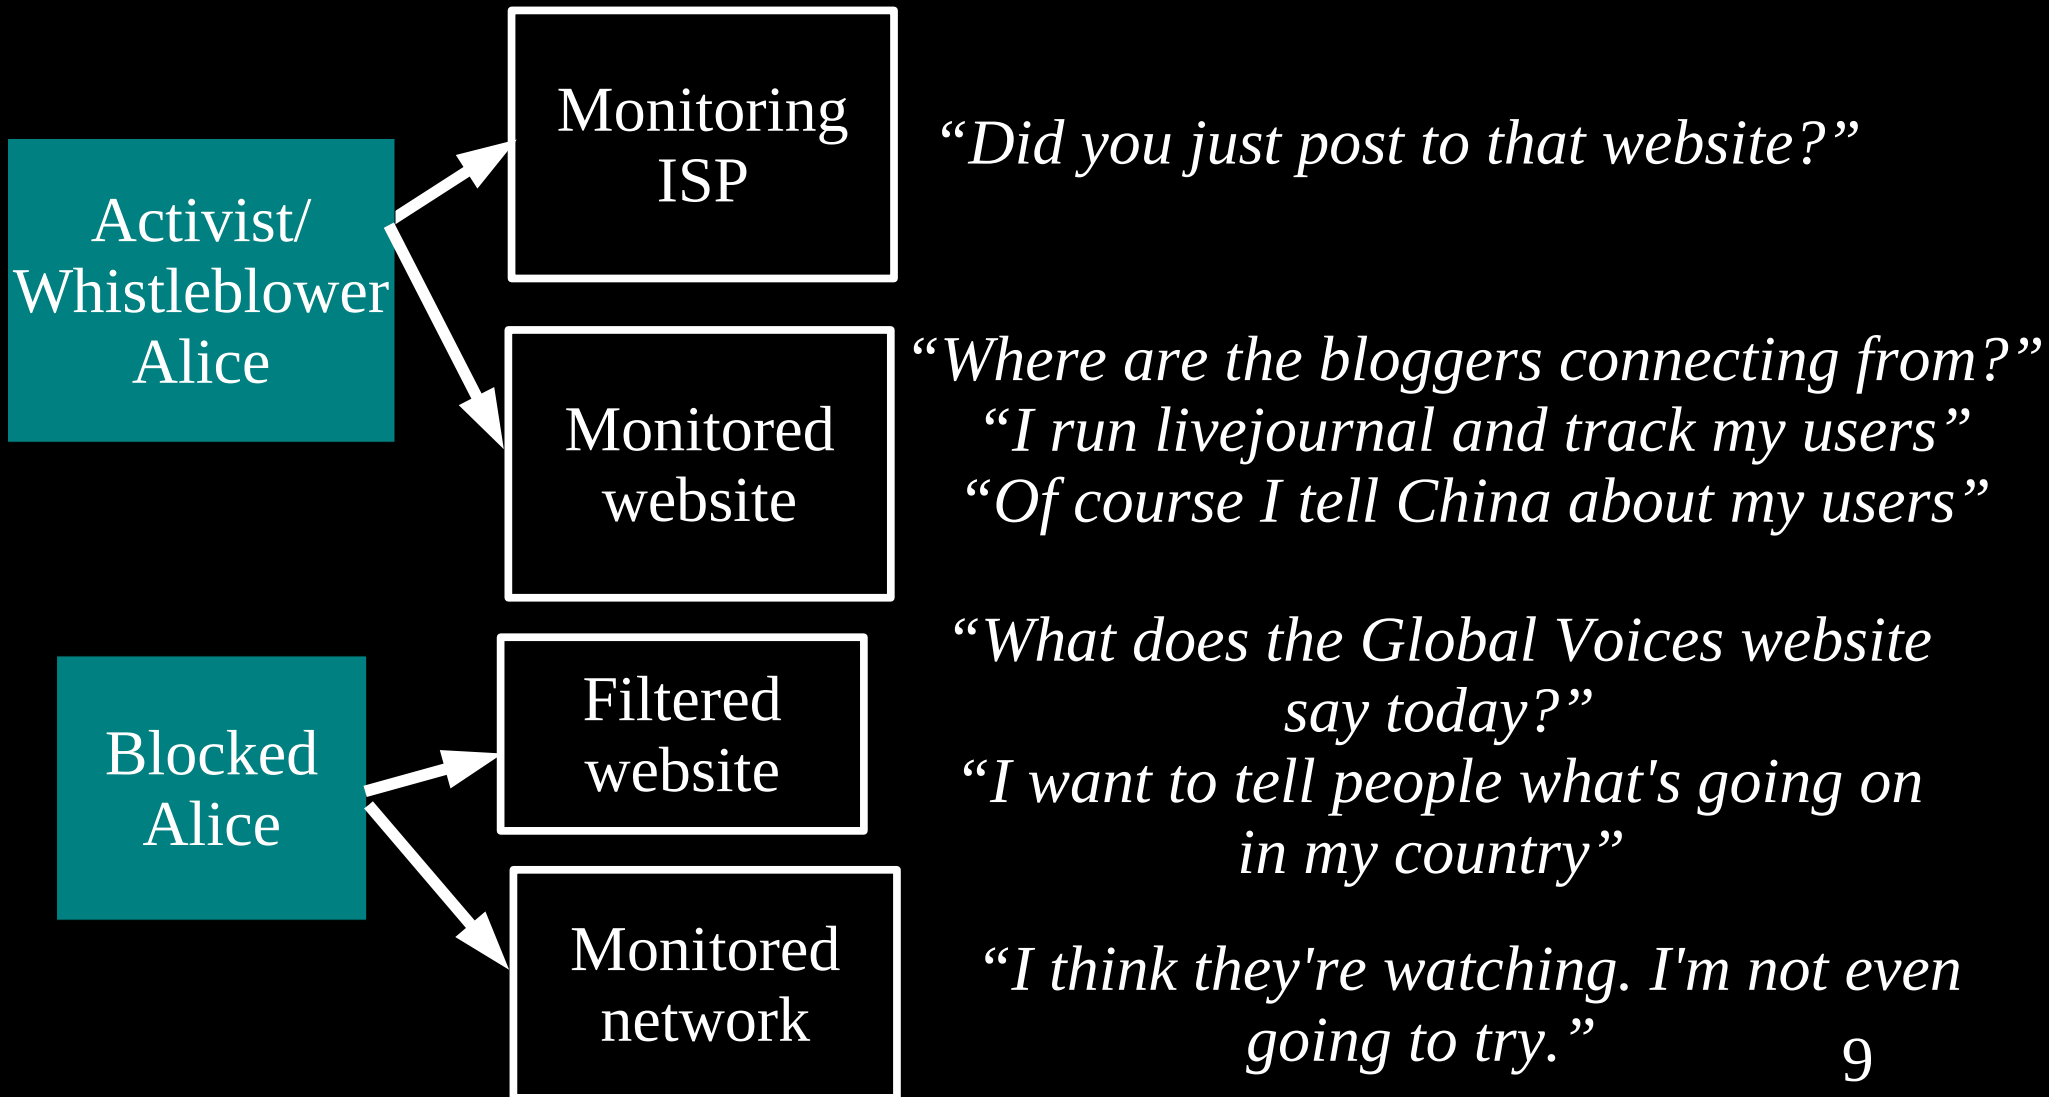 Monitoring
ISP
“Did you just post to that website?”
Activist/
Whistleblower
Alice
Monitored
website
“Where are the bloggers connecting from?”
“I run livejournal and track my users”
“Of course I tell China about my users”
Blocked
Alice
Filtered
website
“What does the Global Voices website
say today?”
“I want to tell people what's going on
in my country”
Monitored
network
“I think they're watching. I'm not even
going to try.”
9